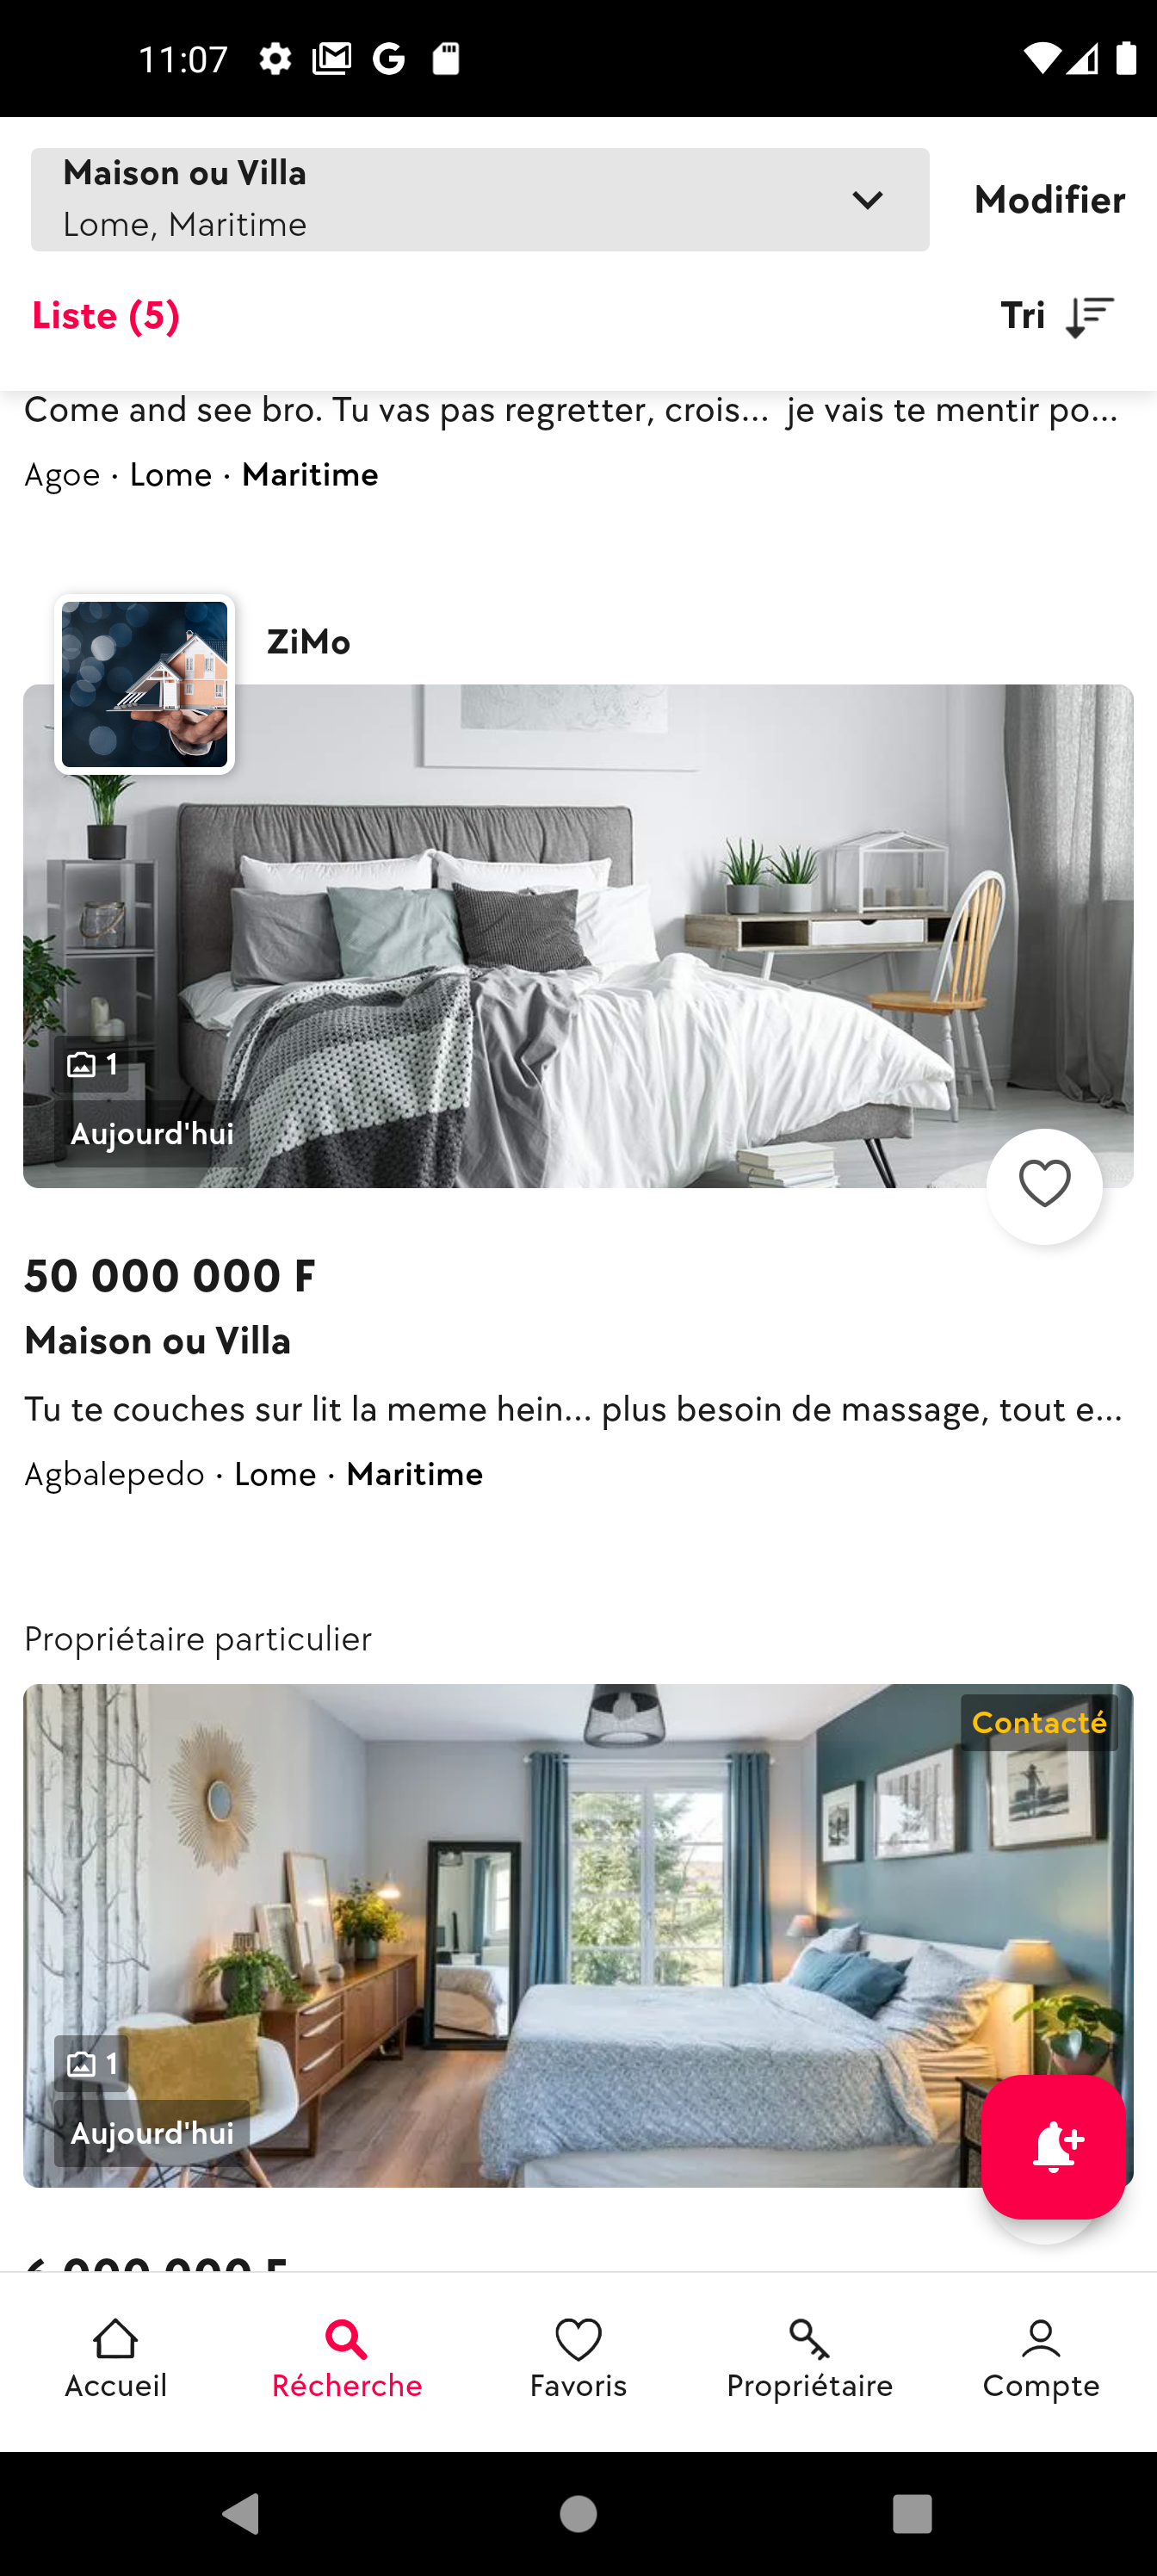 11:07
Maison ou Villa
Lome, Maritime
Modifier
Liste (5)
Tri
Come and see bro. Tu vas pas regretter, crois... je vais te mentir po...
Agoe · Lome · Maritime
ZiMo
1
Aujourd'hui
50 000 000 F
Maison ou Villa
Tu te couches sur lit la meme hein... plus besoin de massage, tout e...
Agbalepedo · Lome · Maritime
Propriétaire particulier
Contacté
1
Aujourd'hui
6 000 000 F
Accueil
Récherche
Favoris
Propriétaire
Compte